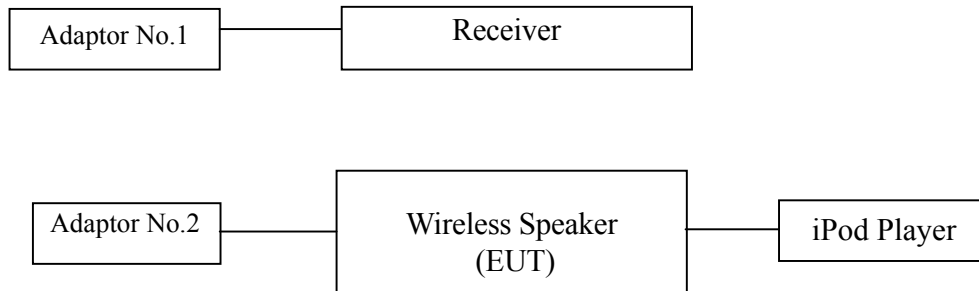 Adaptor No.1
Receiver
Adaptor No.2
Wireless Speaker
(EUT)
iPod Player